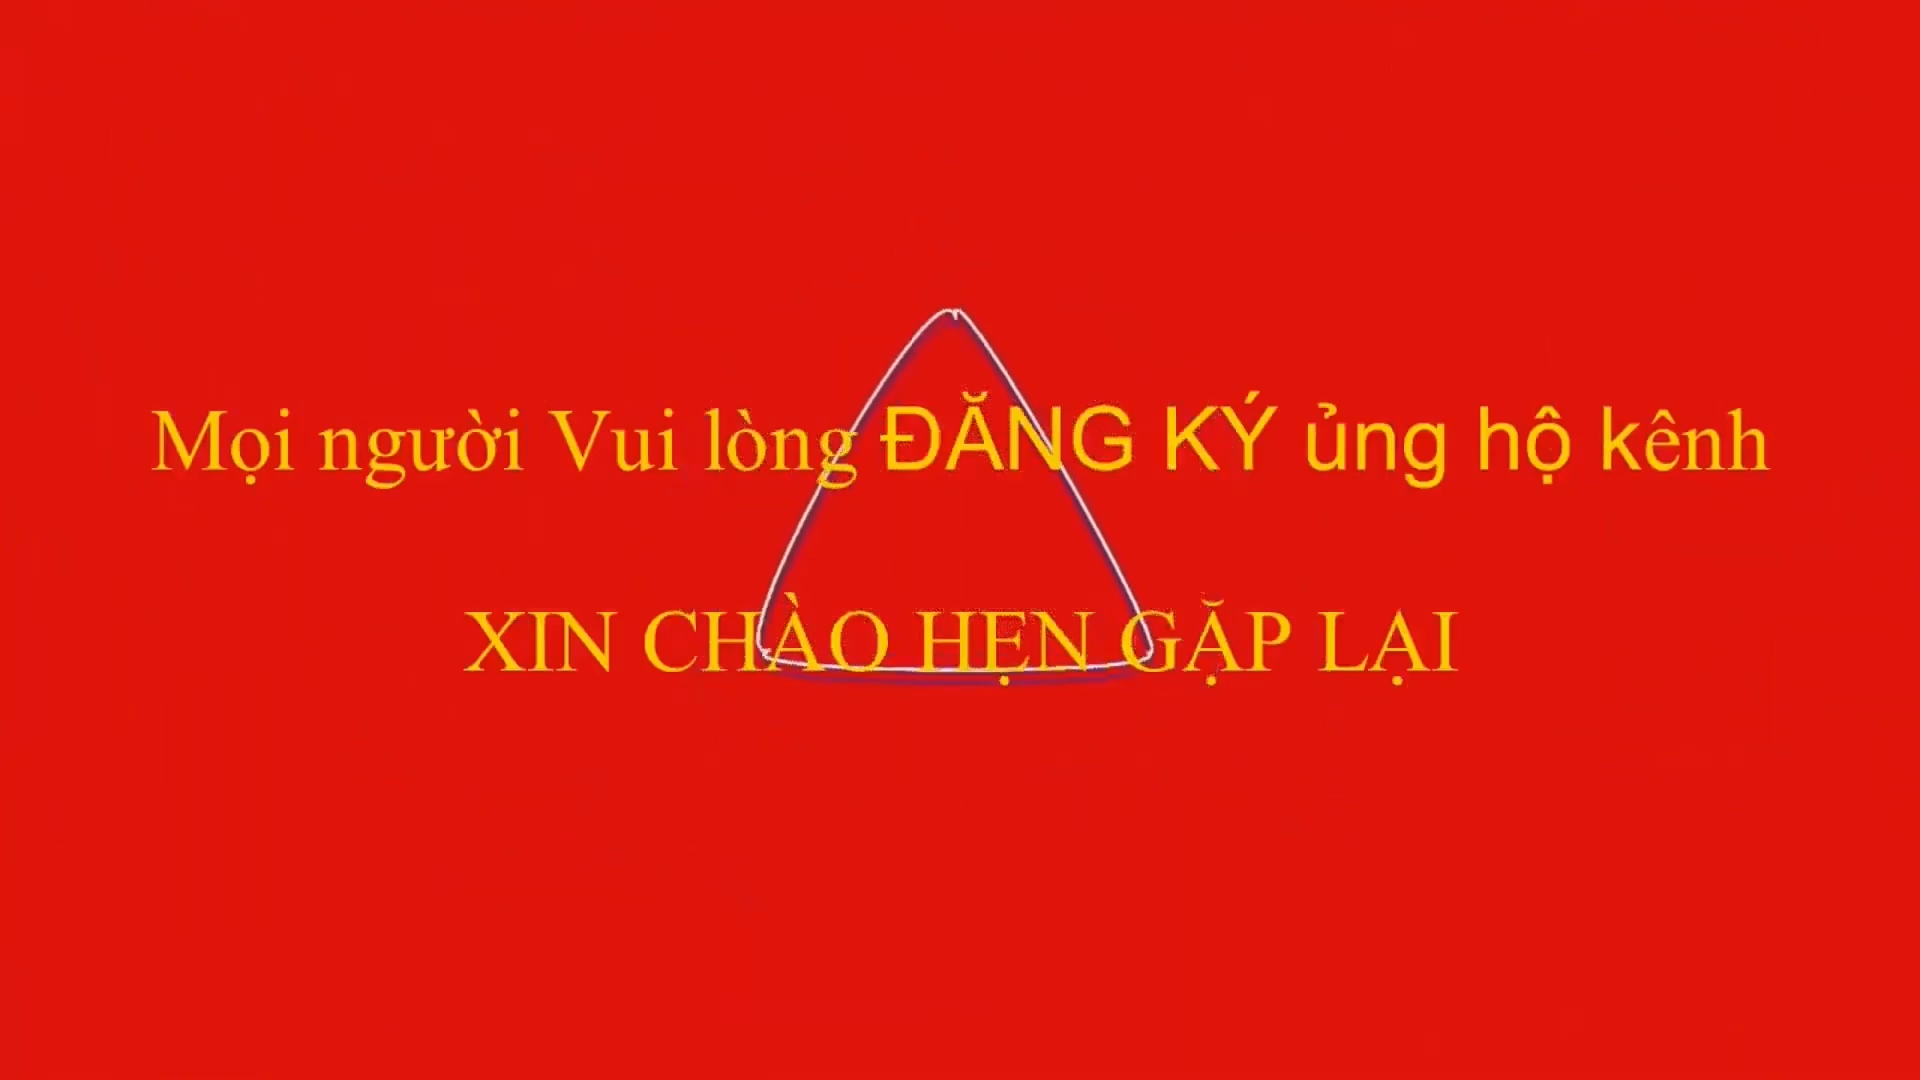 Mọi người Vui lòng ĐĂNG KÝ ủng hộ kênh
XIN CHÀO HẸN GẶP LẠI